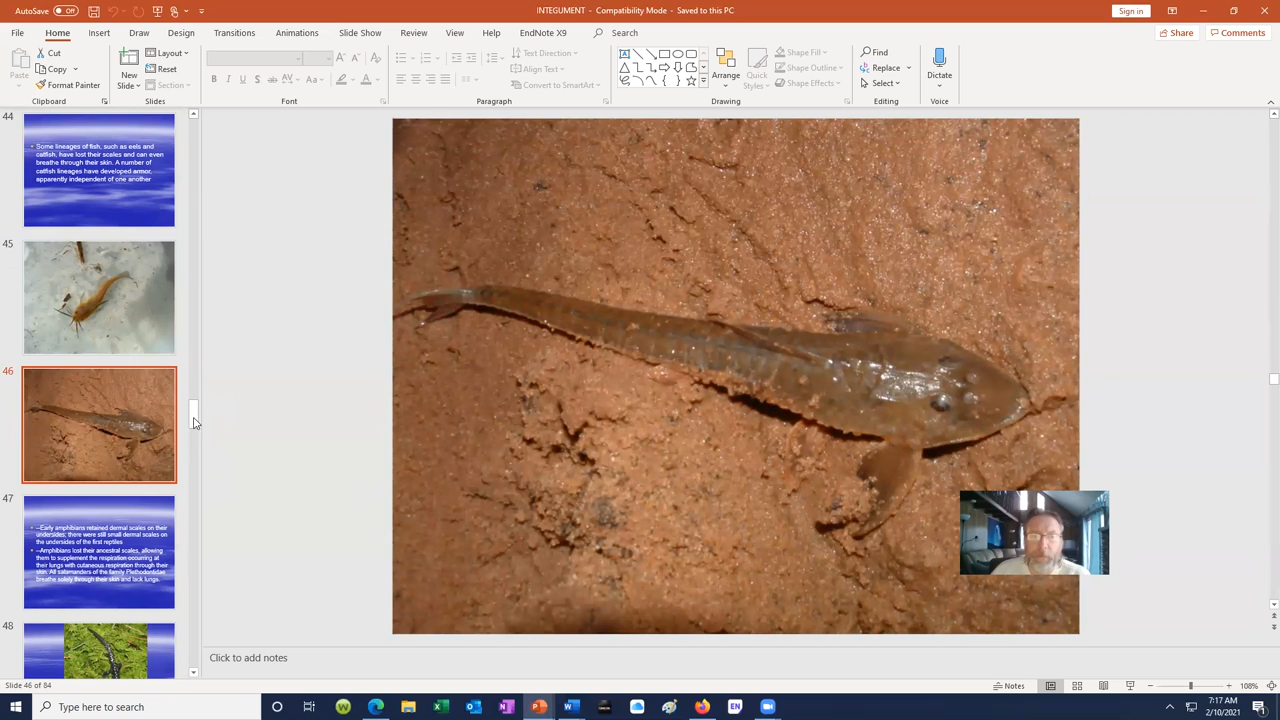 AutoSave Off
INTEGUMENT - Compatibility Mode - Saved to this PC
Sign in
File Home Insert Draw Design Transitions Animations Slide Show Review View Help EndNote X9 Search
Share Comments
Paste
Cut
Copy
Format Painter
Clipboard
New
Slide
Layout
Reset
Section
Slides
B I U S ab AV Aa A
Font
Text Direction
Align Text
Convert to SmartArt
Paragraph
Arrange
Quick
Styles
Shape Fill
Shape Outline
Shape Effects
Drawing
Find
Replace
Select
Editing
Dictate
Voice
44
Some lineages of fish, such as eels and
catfish, have lost their scales and can even
breathe through their skin. A number of
catfish lineages have developed armor,
apparently independent of one another
45
46
47
--Early amphibians retained dermal scales on their
undersides; there were still small dermal scales on
the undersides of the first reptiles
--Amphibians lost their ancestral scales, allowing
them to supplement the respiration occurring at
their lungs with cutaneous respiration through their
skin. All salamanders of the family Plethodontidae
breathe solely through their skin and lack lungs.
48
Click to add notes
Slide 46 of 84
Notes
108%
Type here to search
EN
7:17 AM
2/10/2021